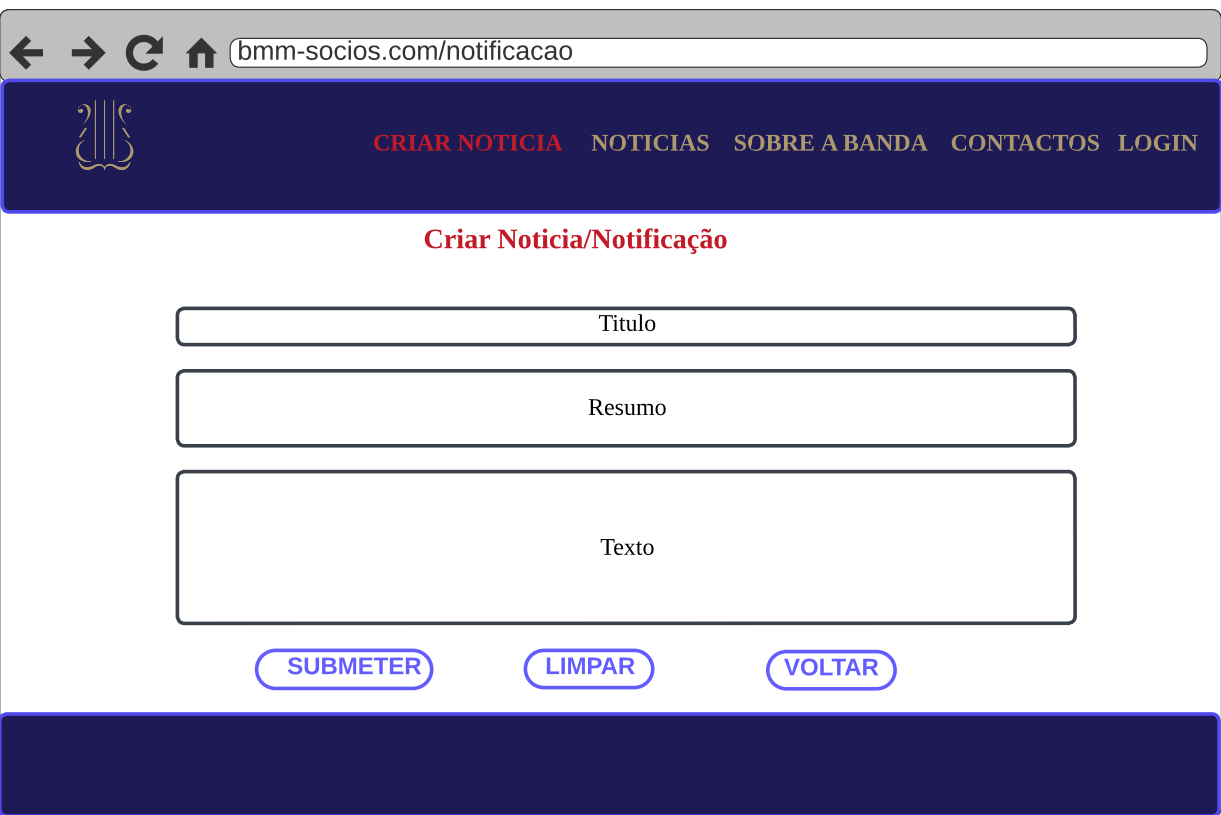 bmm-socios.com/notificacao
CRIAR NOTICIA NOTICIAS SOBRE A BANDA CONTACTOS LOGIN
Criar Noticia/Notificação
Titulo
Resumo
Texto
SUBMETER LIMPAR VOLTAR